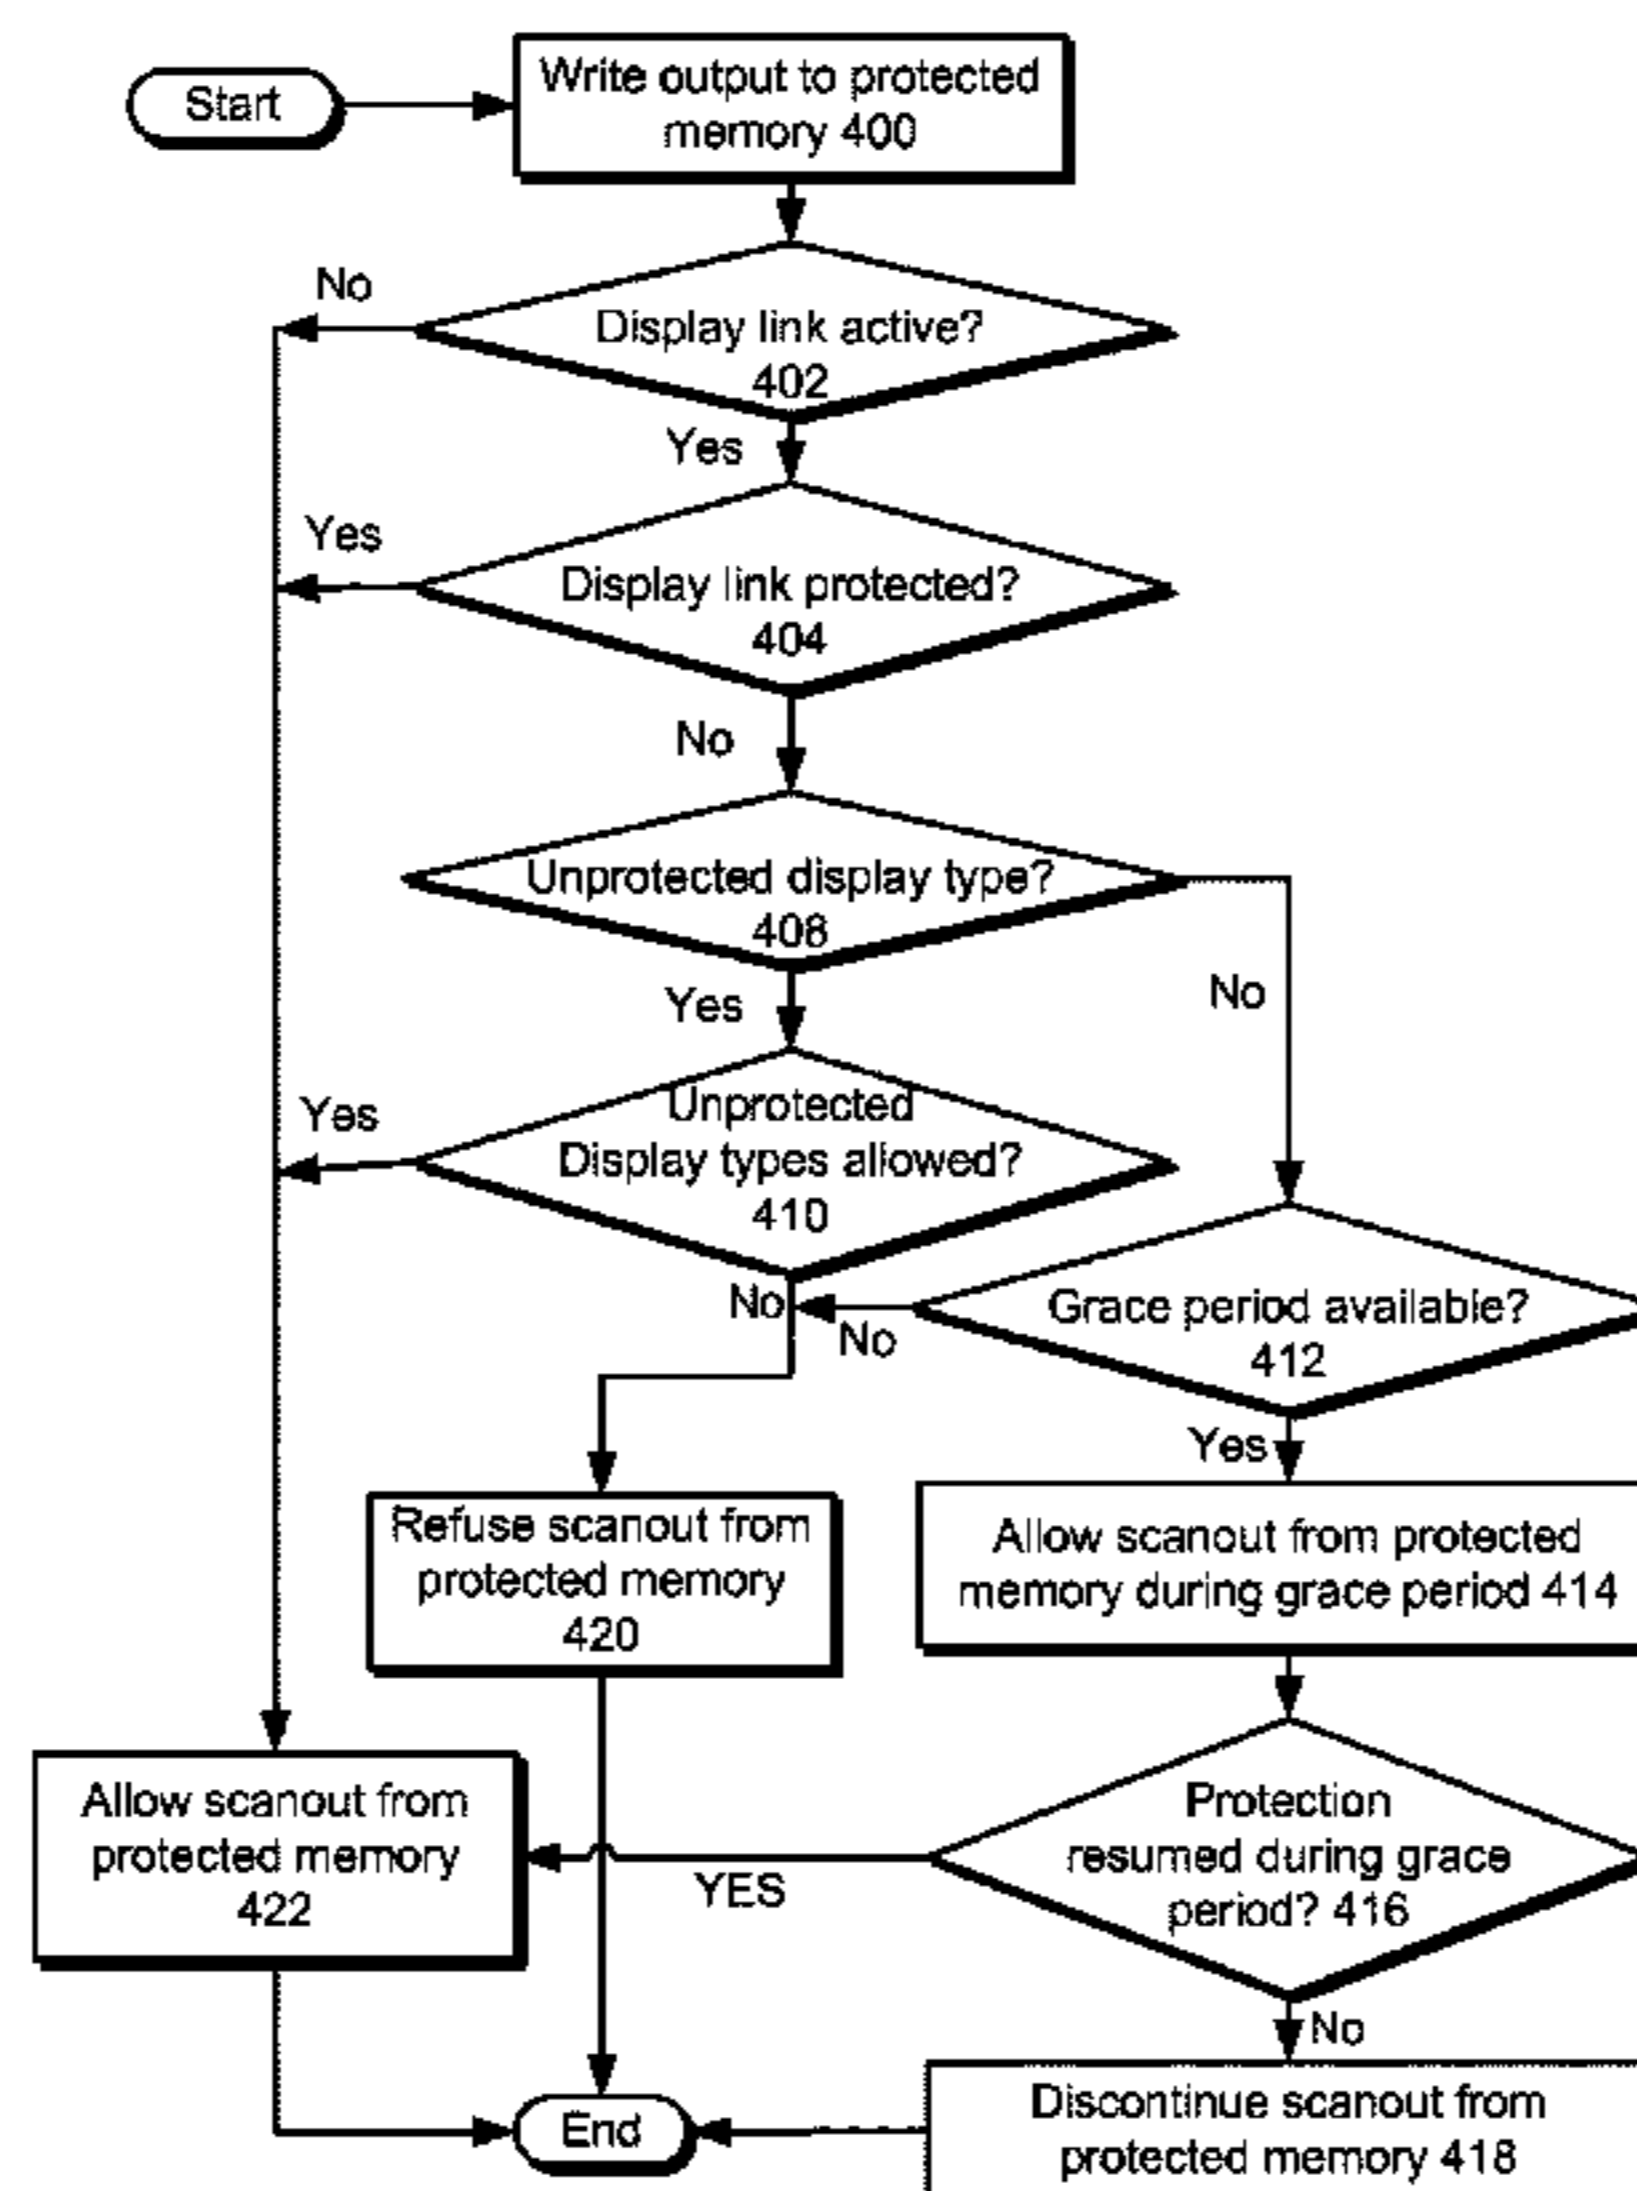 Start
Write output to protected
memory 400
No
Display link active?
402
Yes
Yes
Display link protected?
404
No
Unprotected display type?
408
Yes
No
Yes
Unprotected
Display types allowed?
410
No
No
Grace period available?
412
Yes
Refuse scanout from
protected memory
420
Allow scanout from protected
memory during grace period 414
Allow scanout from
protected memory
422
YES
Protection
resumed during grace
period? 416
No
End
Discontinue scanout from
protected memory 418